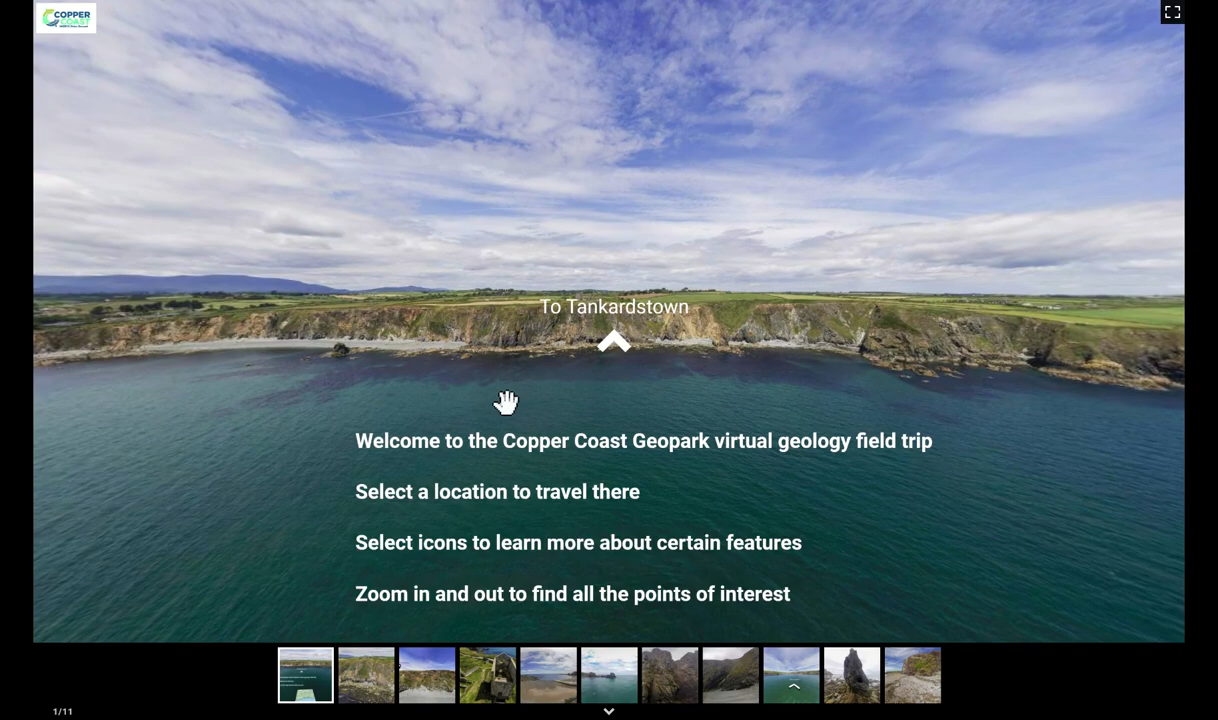 COPPER
COAST
To Tankardstown
Welcome to the Copper Coast Geopark virtual geology field trip
Select a location to travel there
Select icons to learn more about certain features
Zoom in and out to find all the points of interest
1/11